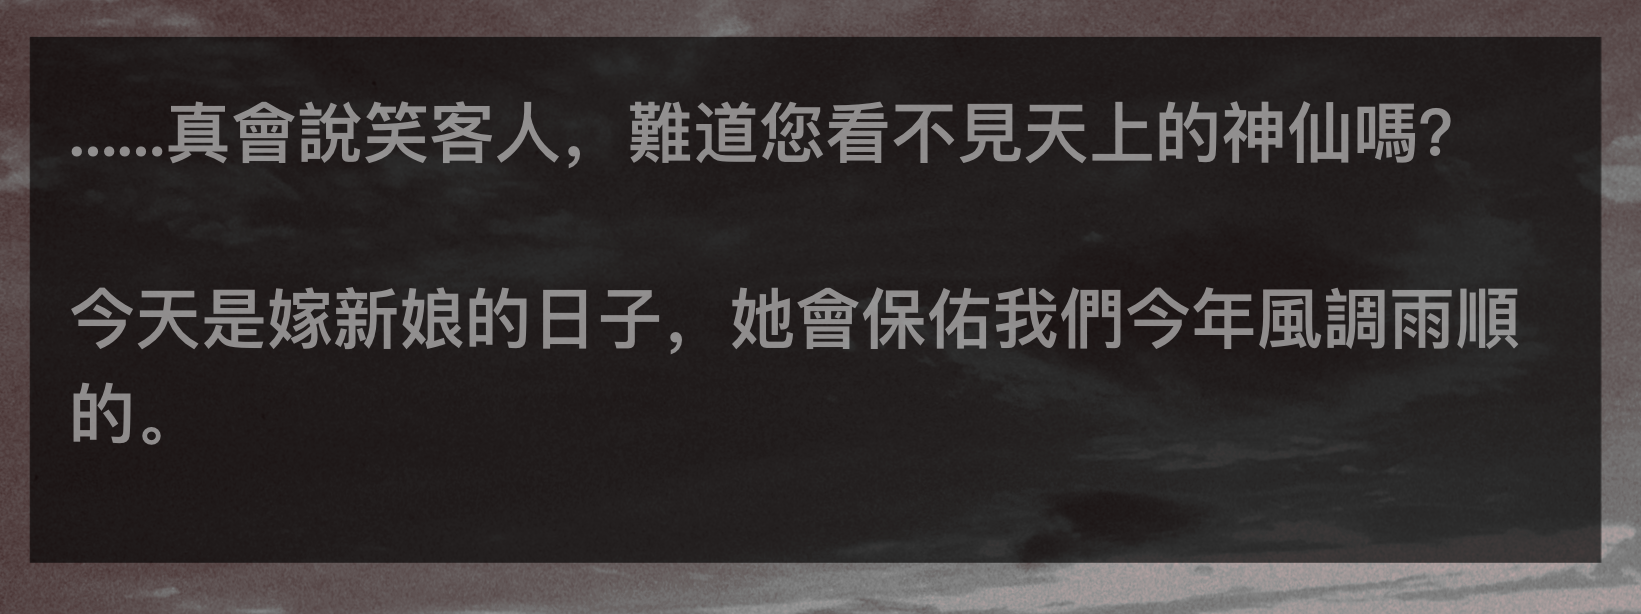 ......真會說笑客人，難道您看不見天上的神仙嗎？
今天是嫁新娘的日子，她會保佑我們今年風調雨順
的。